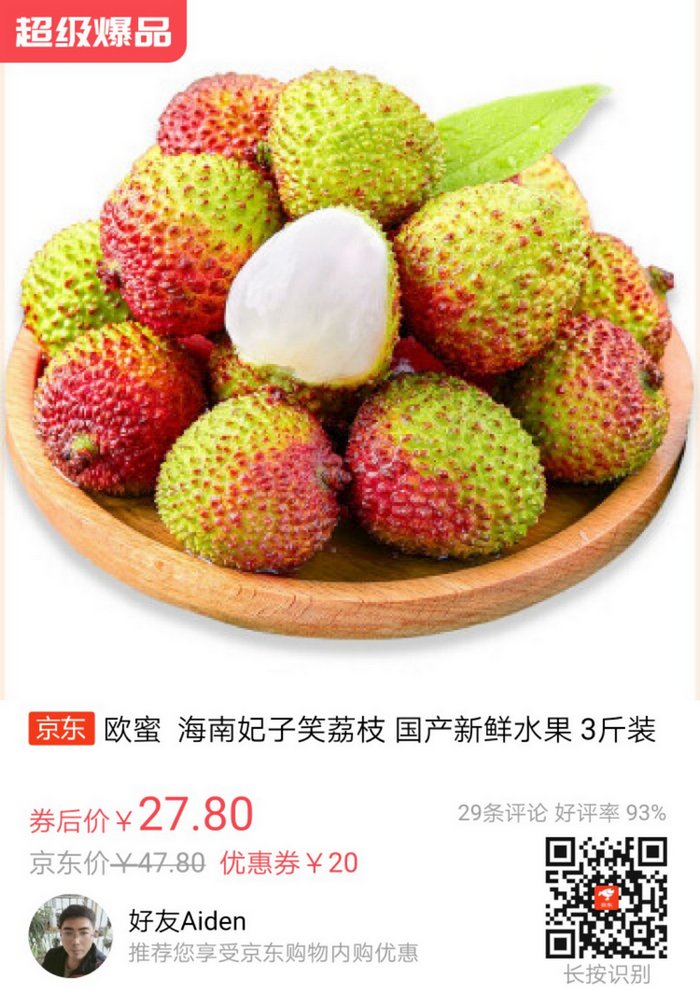 超级爆品
京东 欧蜜 海南妃子笑荔枝 国产新鲜水果 3斤装
券后价￥27.80
29条评论 好评率 93%
京东价￥47.80 优惠券￥20
好友Aiden
推荐您享受京东购物内购优惠
京东
长按识别